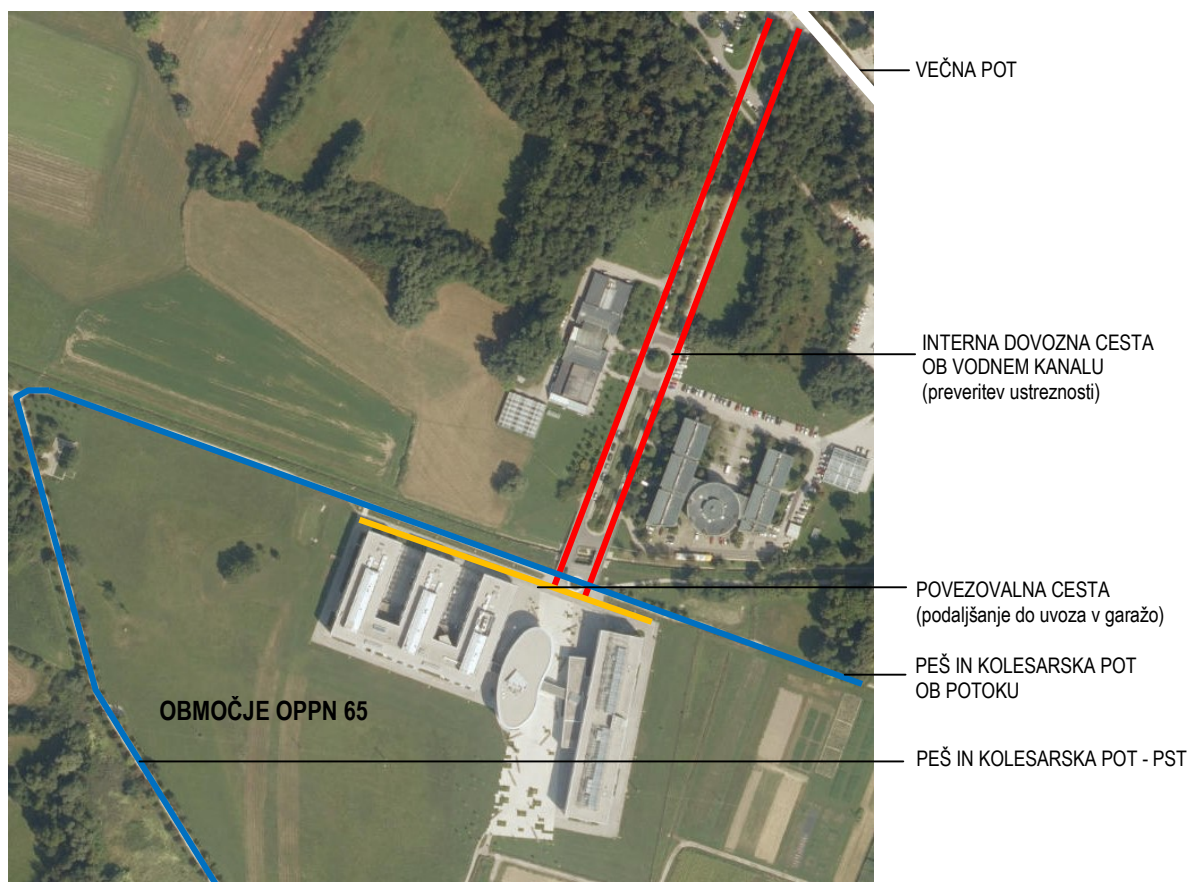 VEČNA POT
INTERNA DOVOZNA CESTA
OB VODNEM KANALU
(preveritev ustreznosti)
POVEZOVALNA CESTA
(podaljšanje do uvoza v garažo)
PEŠ IN KOLESARSKA POT
OB POTOKU
OBMOČJE OPPN 65
PEŠ IN KOLESARSKA POT - PST